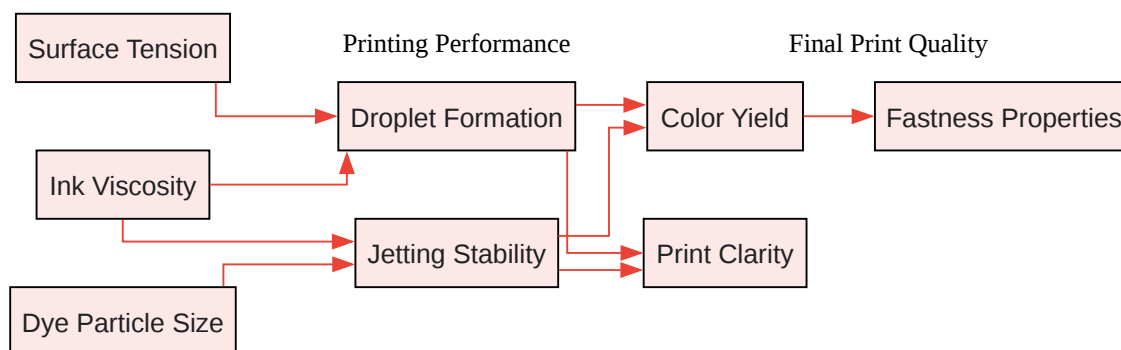 Surface Tension
Printing Performance
Final Print Quality
Droplet Formation
Color Yield
Fastness Properties
Ink Viscosity
Jetting Stability
Print Clarity
Dye Particle Size